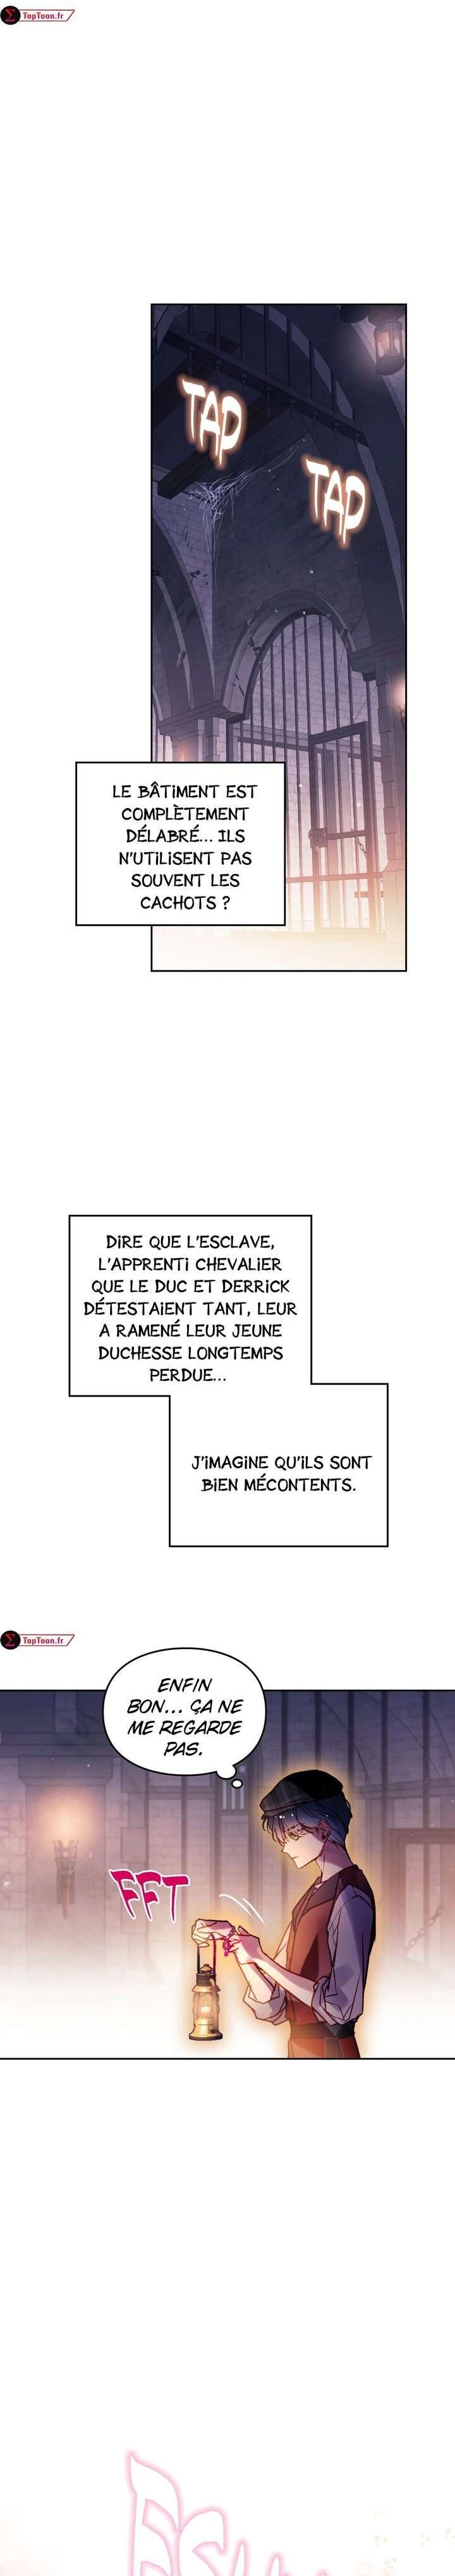 TopToon.fr
TAP
TAP
LE BÂTIMENT EST
COMPLÈTEMENT
DÉLABRÉ... ILS
N'UTILISENT PAS
SOUVENT LES
CACHOTS ?
DIRE QUE L'ESCLAVE,
L'APPRENTI CHEVALIER
QUE LE DUC ET DERRICK
DÉTESTAIENT TANT, LEUR
A RAMENÉ LEUR JEUNE
DUCHESSE LONGTEMPS
PERDUE...
J'IMAGINE QU'ILS SONT
BIEN MÉCONTENTS.
TopToon.fr
ENFIN
BON... ÇA NE
ME REGARDE
PAS.
FFT